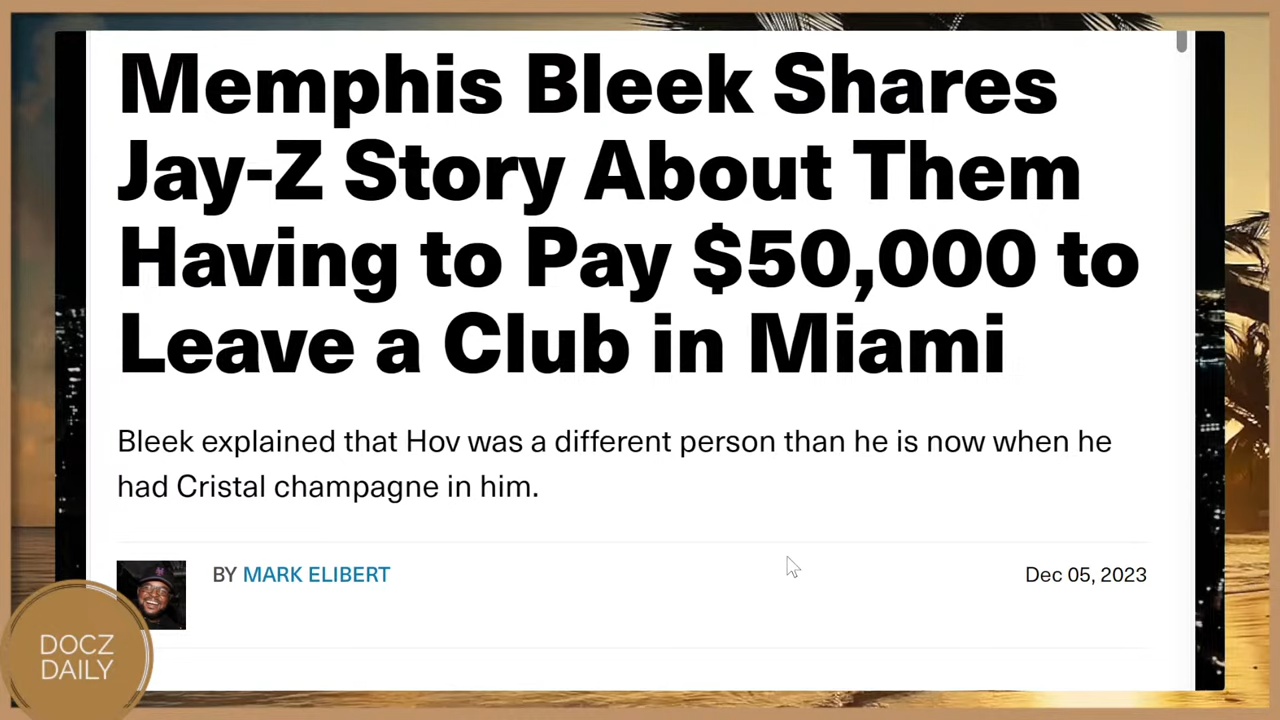 Memphis Bleek Shares
Jay-Z Story About Them
Having to Pay $50,000 to
Leave a Club in Miami
Bleek explained that Hov was a different person than he is now when he
had Cristal champagne in him.
BY MARK ELIBERT
Dec 05, 2023
DOCZ
DAILY